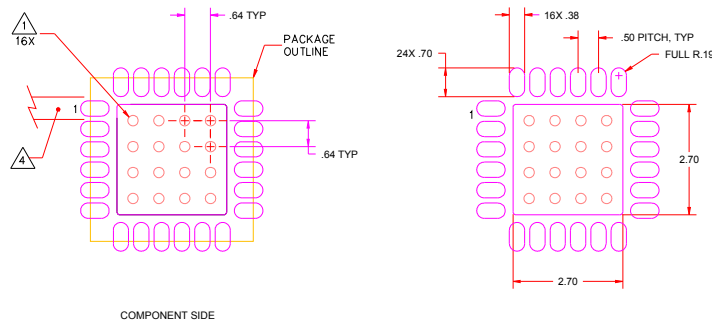 1
16X
.64 TYP
PACKAGE
OUTLINE
1
4
.64 TYP
COMPONENT SIDE
16X .38
.50 PITCH, TYP
24X .70
FULL R.19
1
2.70
2.70